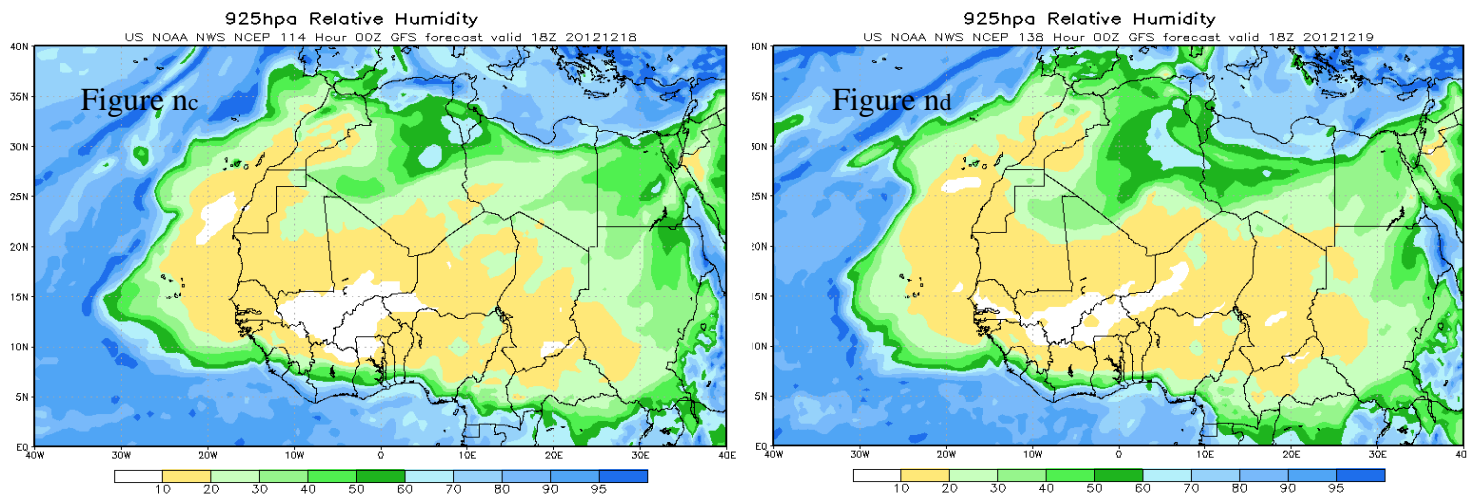 925hpa Relative Humidity
US NOAA NWS NCEP 114 Hour 00Z GFS forecast valid 18Z 20121218
Figure nc
40N
35N
30N
25N
20N
15N
10N
5N
EQ
40W 30W 20W 10W 0 10E 20E 30E 40E
10 20 30 40 50 60 70 80 90 95
925hpa Relative Humidity
US NOAA NWS NCEP 138 Hour 00Z GFS forecast valid 18Z 20121219
Figure nd
40N
35N
30N
25N
20N
15N
10N
5N
EQ
40W 30W 20W 10W 0 10E 20E 30E 40E
10 20 30 40 50 60 70 80 90 95